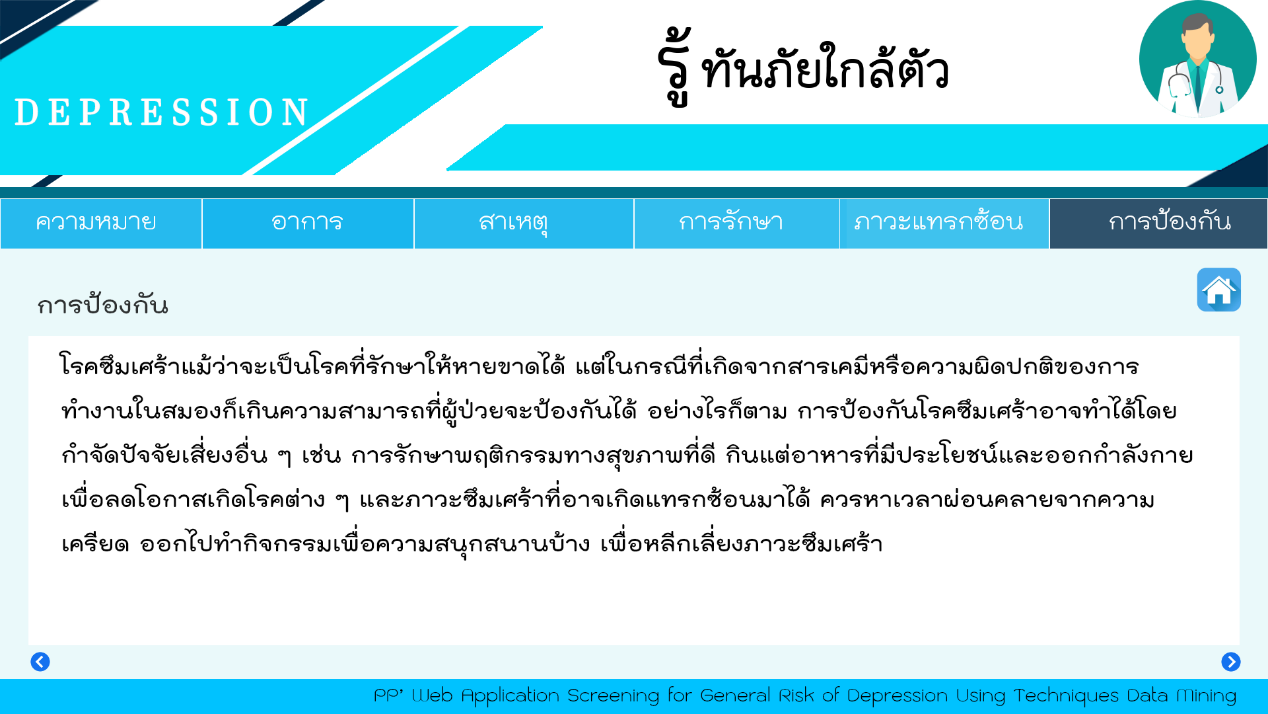 รู้ ทันภัยใกล้ตัว
DEPRESSION
ความหมาย
อาการ
สาเหตุ
การรักษา
ภาวะแทรกซ้อน
การป้องกัน
การป้องกัน
โรคซึมเศร้าแม้ว่าจะเป็นโรคที่รักษาให้หายขาดได้ แต่ในกรณีที่เกิดจากสารเคมีหรือความผิดปกติของการ
ทำงานในสมองก็เกินความสามารถที่ผู้ป่วยจะป้องกันได้ อย่างไรก็ตาม การป้องกันโรคซึมเศร้าอาจทำได้โดย
กำจัดปัจจัยเสี่ยงอื่น ๆ เช่น การรักษาพฤติกรรมทางสุขภาพที่ดี กินแต่อาหารที่มีประโยชน์และออกกำลังกาย
เพื่อลดโอกาสเกิดโรคต่าง ๆ และภาวะซึมเศร้าที่อาจเกิดแทรกซ้อนมาได้ ควรหาเวลาผ่อนคลายจากความ
เครียด ออกไปทำกิจกรรมเพื่อความสนุกสนานบ้าง เพื่อหลีกเลี่ยงภาวะซึมเศร้า
PP' Web Application Screening for General Risk of Depression Using Techniques Data Mining